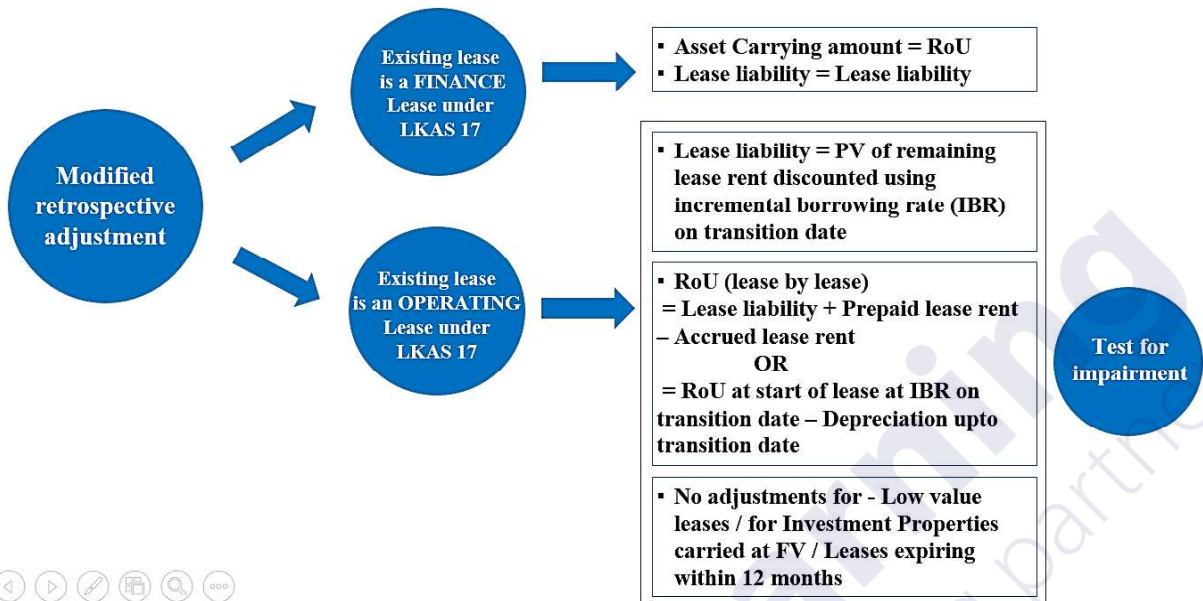 Modified
retrospective
adjustment
Existing lease
is a FINANCE
Lease under
LKAS 17
▪ Asset Carrying amount = RoU
▪ Lease liability = Lease liability
Existing lease
is an OPERATING
Lease under
LKAS 17
▪ Lease liability = PV of remaining
lease rent discounted using
incremental borrowing rate (IBR)
on transition date
▪ RoU (lease by lease)
= Lease liability + Prepaid lease rent
– Accrued lease rent
OR
= RoU at start of lease at IBR on
transition date – Depreciation upto
transition date
▪ No adjustments for - Low value
leases / for Investment Properties
carried at FV / Leases expiring
within 12 months
Test for
impairment